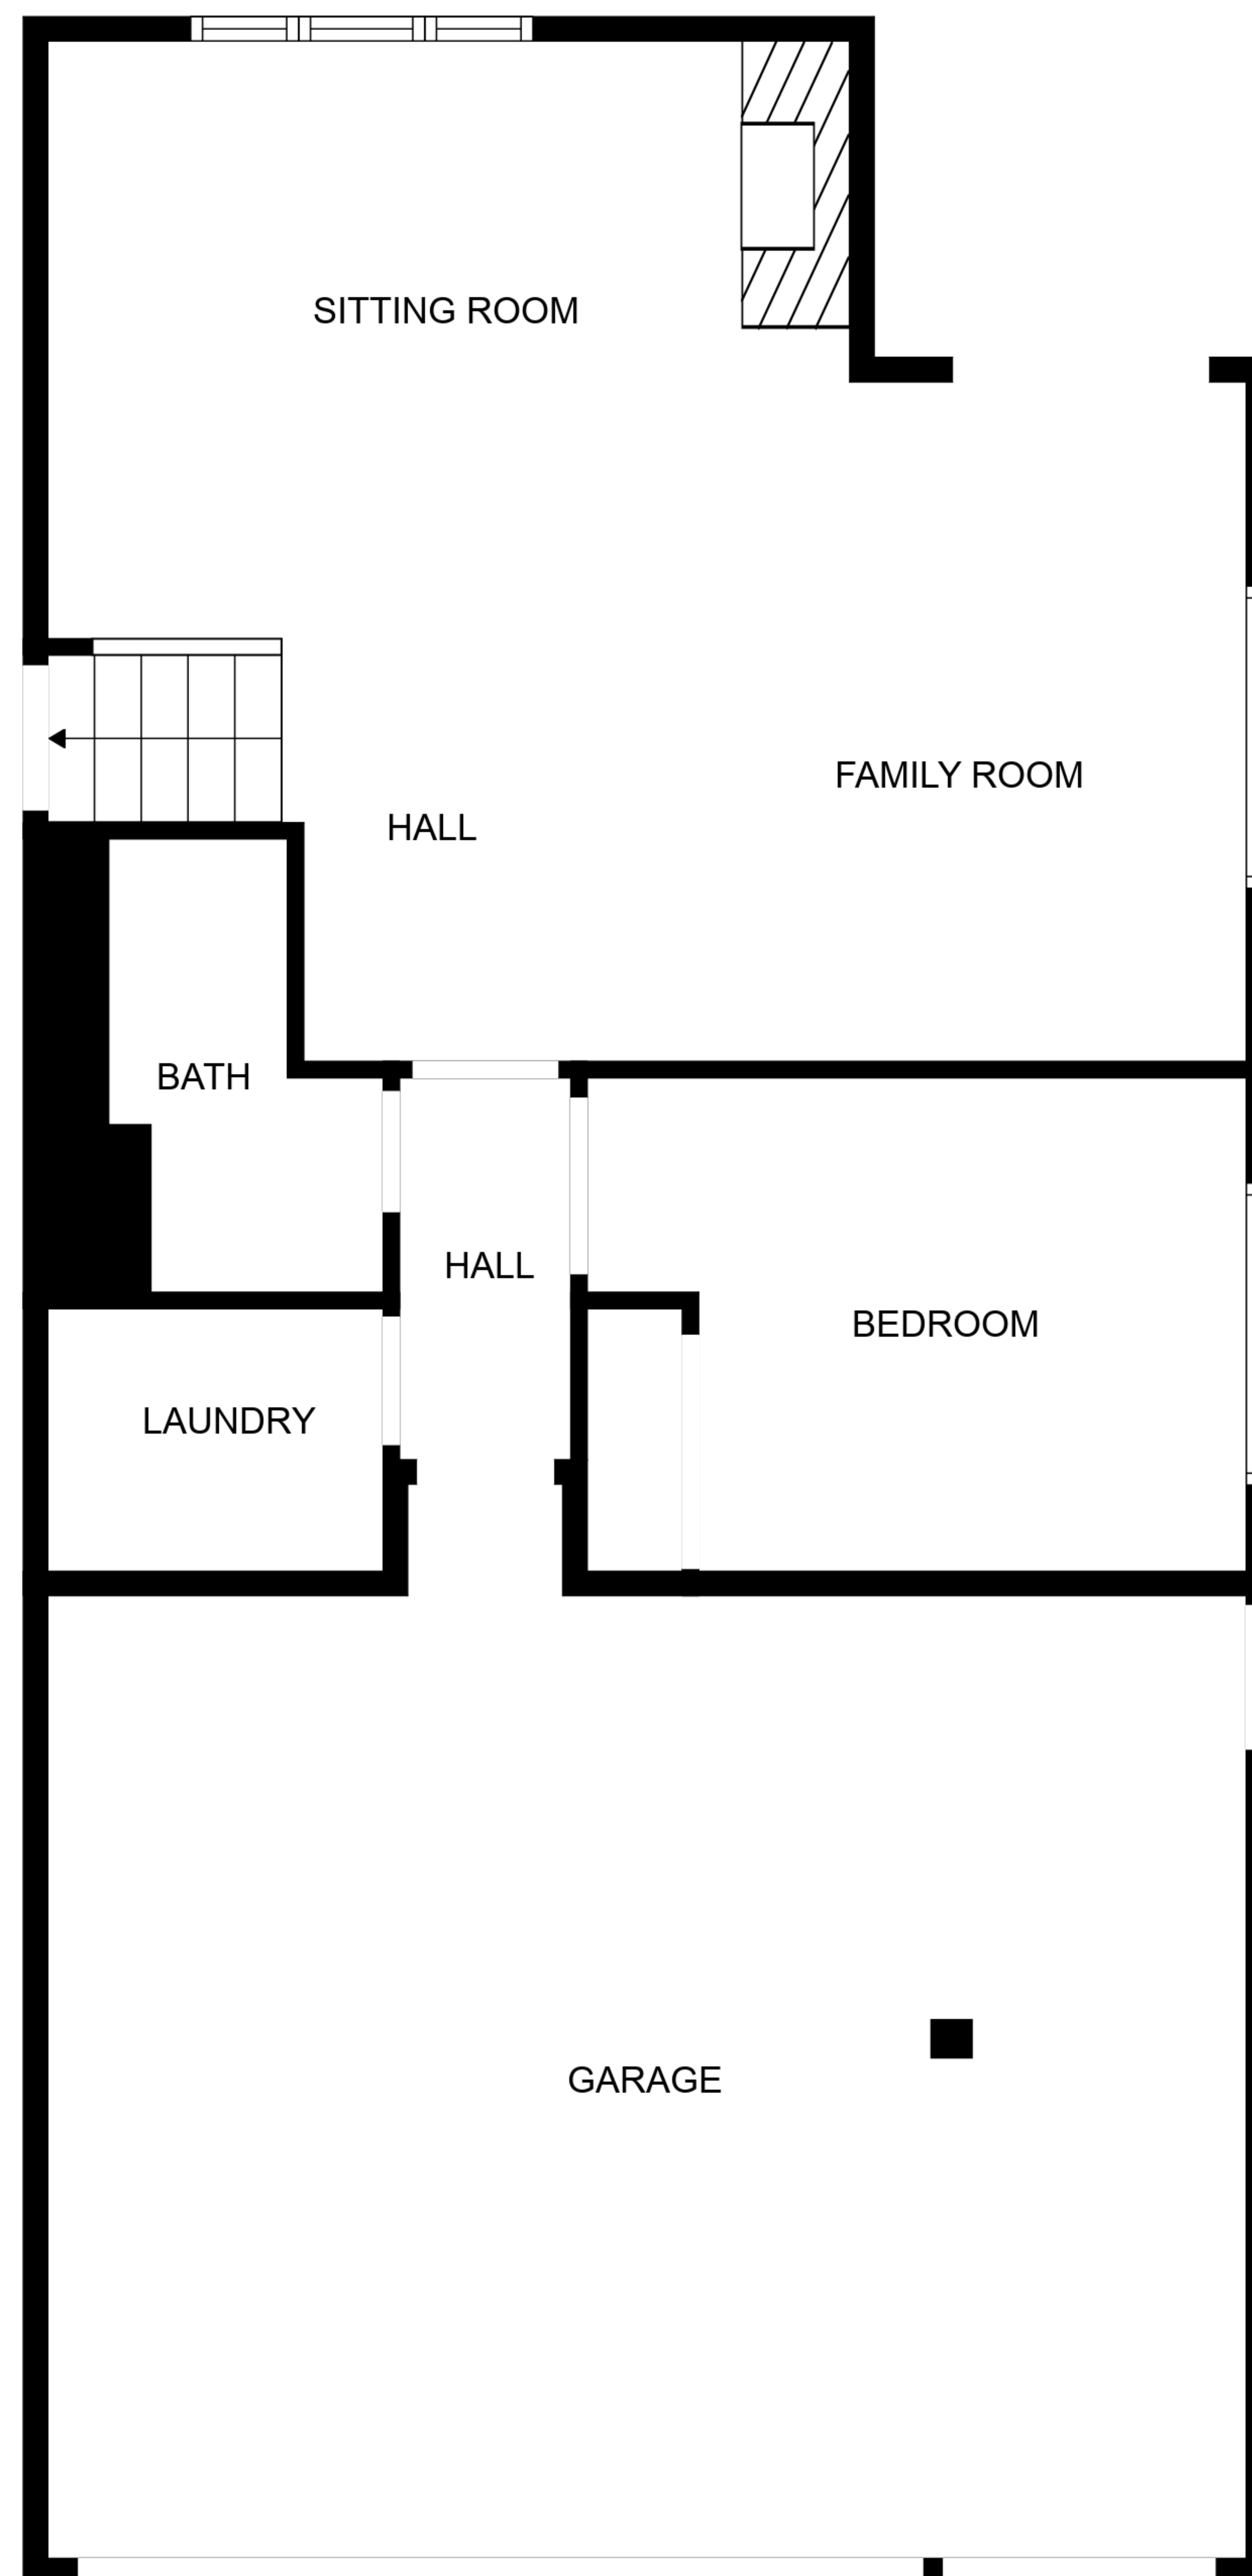 SITTING ROOM
FAMILY ROOM
HALL
BATH
HALL
BEDROOM
LAUNDRY
GARAGE